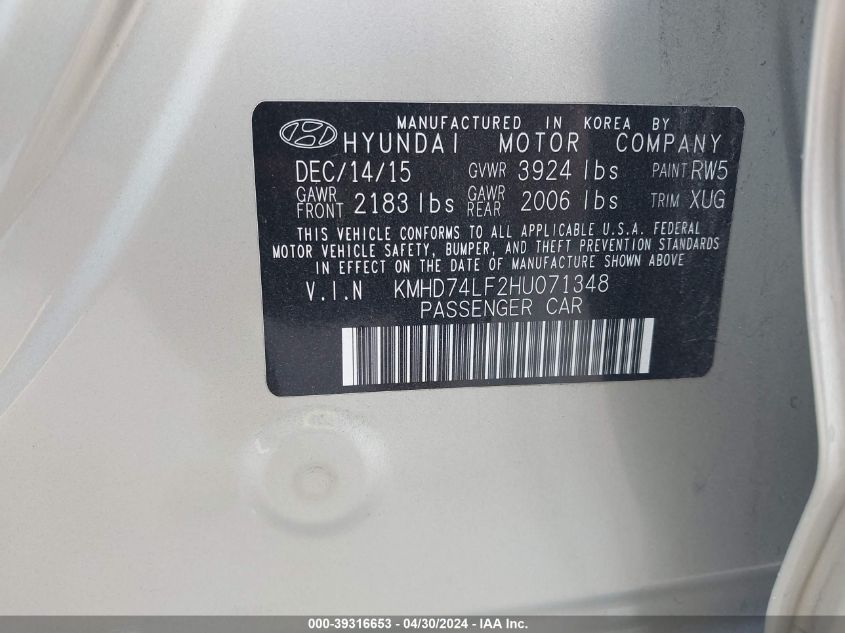 MANUFACTURED IN KOREA BY
HYUNDAI MOTOR COMPANY
DEC/14/15 GVWR 3924 lbs PAINT RW5
GAWR FRONT 2183 lbs GAWR REAR 2006 lbs TRIM XUG
THIS VEHICLE CONFORMS TO ALL APPLICABLE U.S.A. FEDERAL
MOTOR VEHICLE SAFETY, BUMPER, AND THEFT PREVENTION STANDARDS
IN EFFECT ON THE DATE OF MANUFACTURE SHOWN ABOVE
V.I.N KMHD74LF2HU071348
PASSENGER CAR
000-39316653 - 04/30/2024 - IAA Inc.